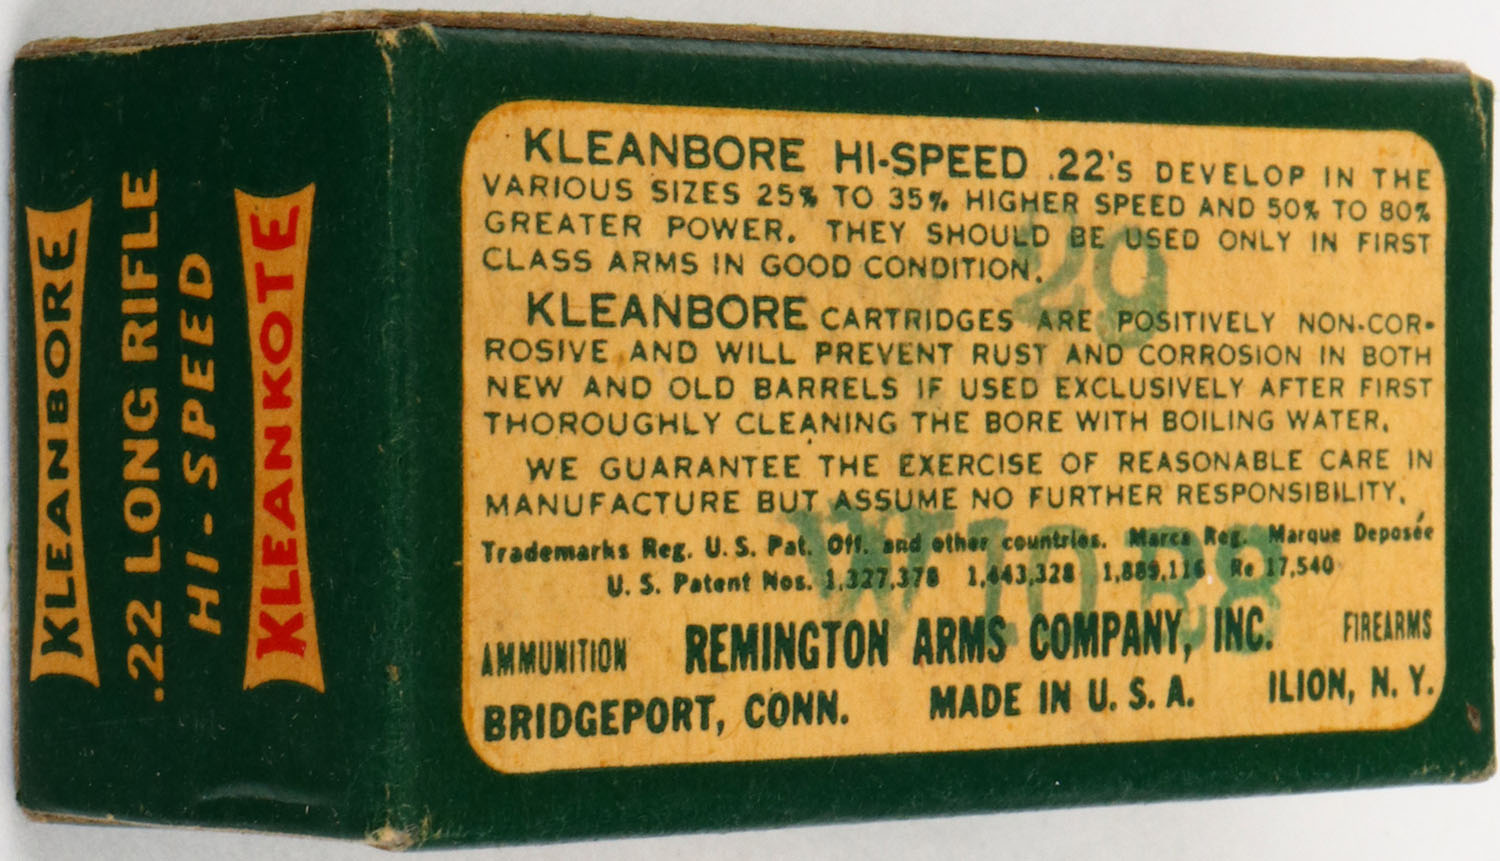 KLEANBORE
.22 LONG RIFLE
HI-SPEED
KLEANKOTE
KLEANBORE HI-SPEED .22's DEVELOP IN THE
VARIOUS SIZES 25% TO 35% HIGHER SPEED AND 50% TO 80%
GREATER POWER. THEY SHOULD BE USED ONLY IN FIRST
CLASS ARMS IN GOOD CONDITION.
KLEANBORE CARTRIDGES ARE POSITIVELY NON-COR-
ROSIVE AND WILL PREVENT RUST AND CORROSION IN BOTH
NEW AND OLD BARRELS IF USED EXCLUSIVELY AFTER FIRST
THOROUGHLY CLEANING THE BORE WITH BOILING WATER.
WE GUARANTEE THE EXERCISE OF REASONABLE CARE IN
MANUFACTURE BUT ASSUME NO FURTHER RESPONSIBILITY.
Trademarks Reg. U.S. Pat. Off. and other countries. Marca Reg. Marque Deposée
U.S. Patent Nos. 1,327,378 1,443,328 1,889,116 Re 17,540
AMMUNITION REMINGTON ARMS COMPANY, INC. FIREARMS
BRIDGEPORT, CONN. MADE IN U.S.A. ILION, N.Y.
29